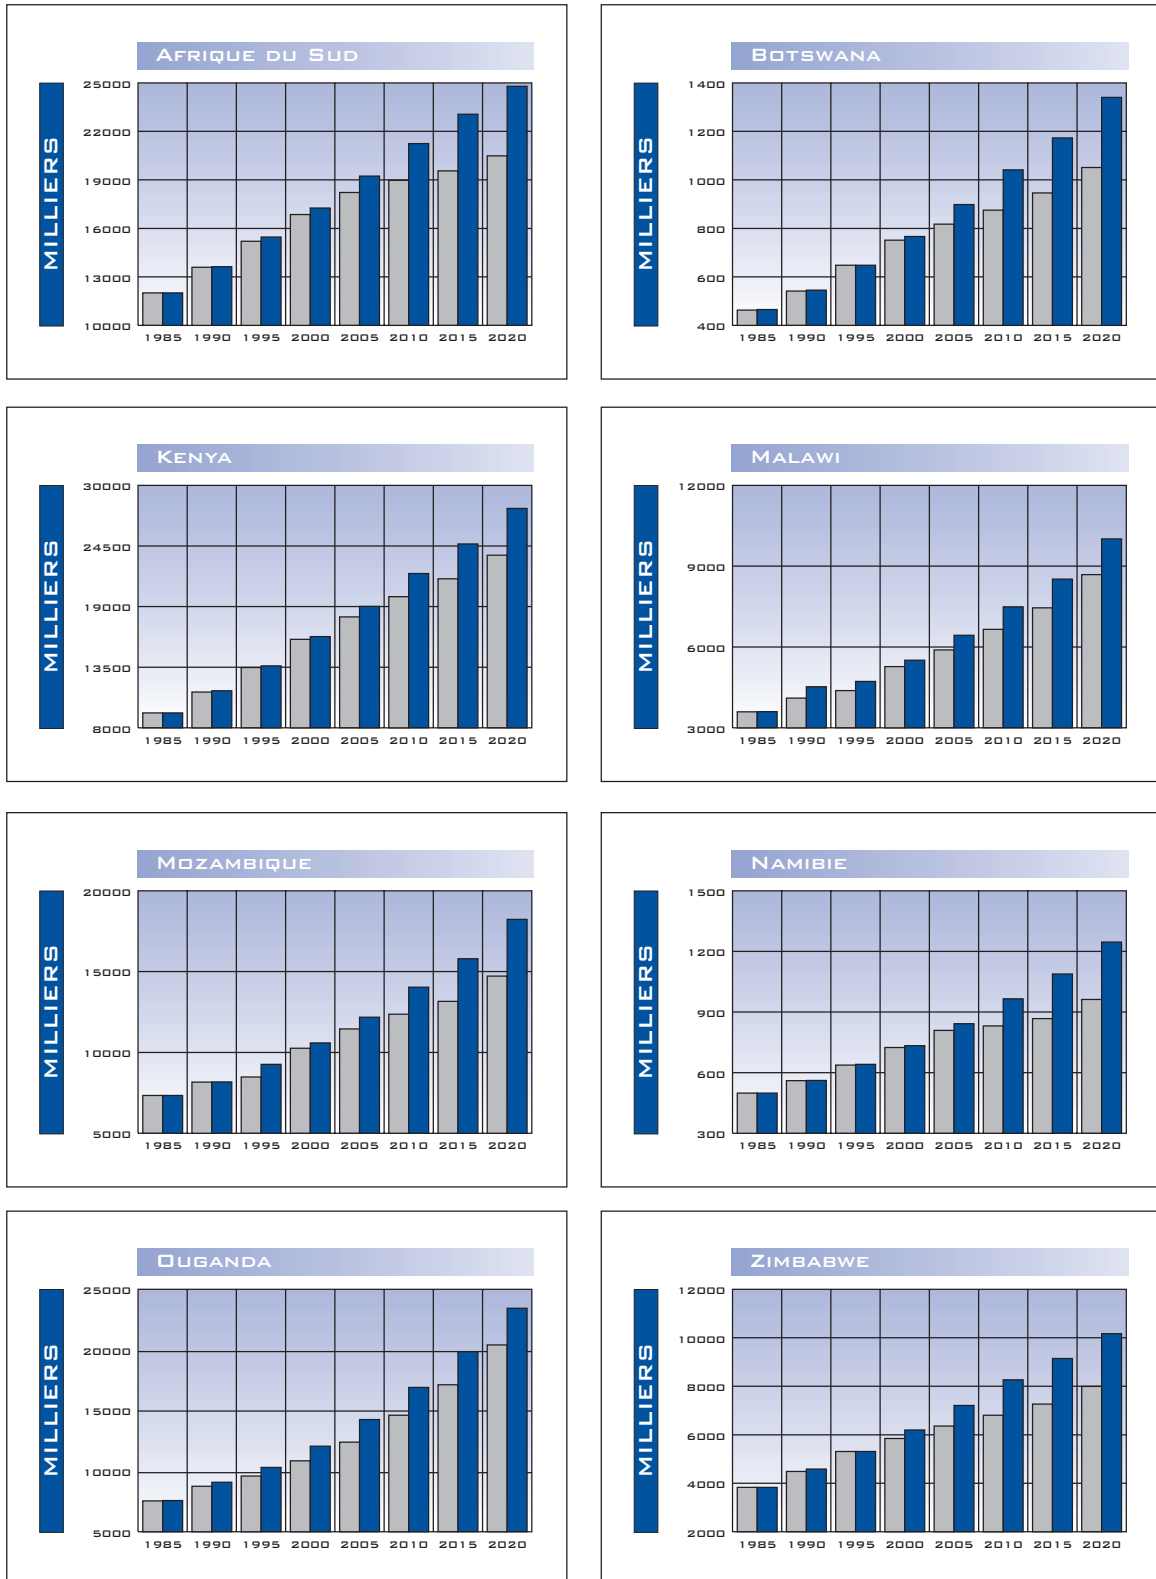 AFRIQUE DU SUD
MILLIERS
25000
22000
19000
16000
13000
10000
1985 1990 1995 2000 2005 2010 2015 2020
BOTSWANA
MILLIERS
1400
1200
1000
800
600
400
1985 1990 1995 2000 2005 2010 2015 2020
KENYA
MILLIERS
30000
24500
19000
13500
8000
1985 1990 1995 2000 2005 2010 2015 2020
MALAWI
MILLIERS
12000
9000
6000
3000
1985 1990 1995 2000 2005 2010 2015 2020
MOZAMBIQUE
MILLIERS
20000
15000
10000
5000
1985 1990 1995 2000 2005 2010 2015 2020
NAMIBIE
MILLIERS
1500
1200
900
600
300
1985 1990 1995 2000 2005 2010 2015 2020
OUGANDA
MILLIERS
25000
20000
15000
10000
5000
1985 1990 1995 2000 2005 2010 2015 2020
ZIMBABWE
MILLIERS
12000
10000
8000
6000
4000
2000
1985 1990 1995 2000 2005 2010 2015 2020